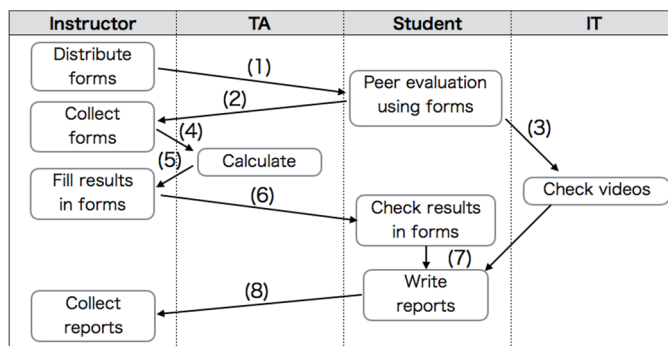 Instructor
TA
Student
IT
Distribute
forms
(1)
Peer evaluation
using forms
(2)
Collect
forms
(3)
(4)
Calculate
(5)
Fill results
in forms
Check videos
(6)
Check results
in forms
(7)
Write
reports
(8)
Collect
reports